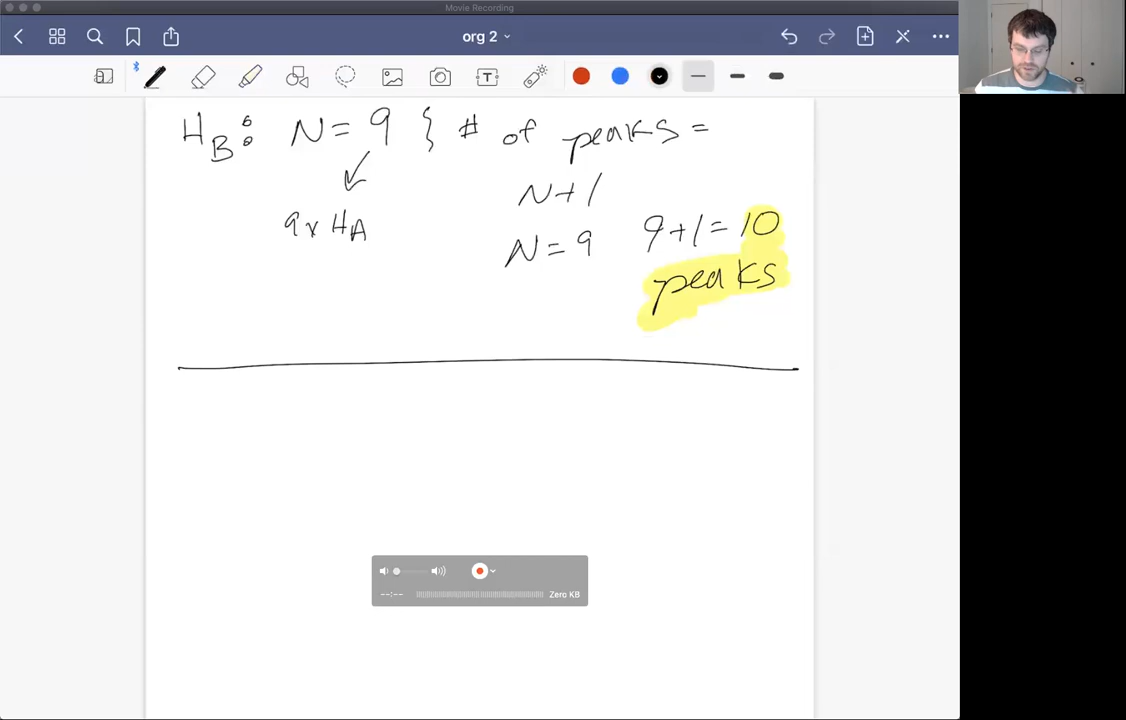 Movie Recording
org 2
H_B: N = 9 } # of peaks =
N+1
9+1 = 10
9 x H_A
N = 9
peaks
--:--
Zero KB